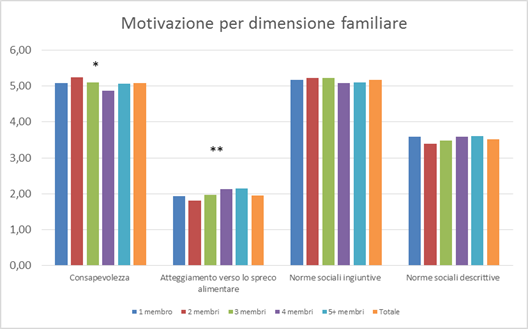 Motivazione per dimensione familiare
6,00
5,00
4,00
3,00
2,00
1,00
0,00
*
**
Consapevolezza
Atteggiamento verso lo spreco
alimentare
Norme sociali ingiuntive
Norme sociali descrittive
1 membro
2 membri
3 membri
4 membri
5+ membri
Totale